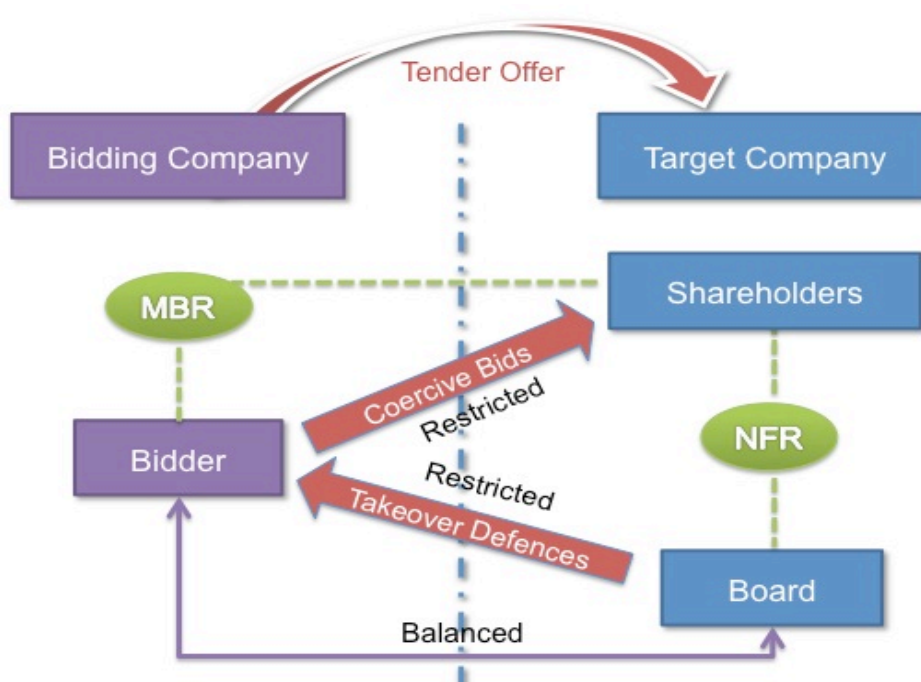 Tender Offer
Bidding Company
Target Company
MBR
Shareholders
Coercive Bids
Restricted
Bidder
NFR
Restricted
Takeover Defences
Board
Balanced